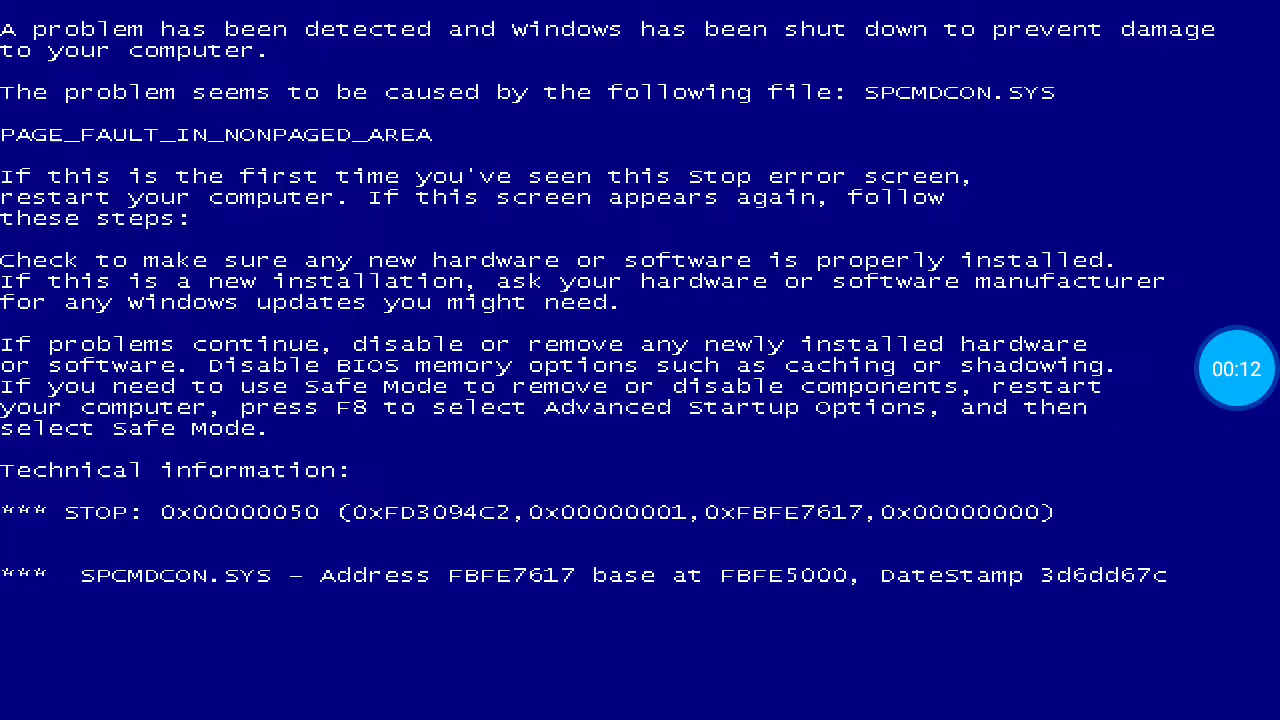 A problem has been detected and Windows has been shut down to prevent damage
to your computer.
The problem seems to be caused by the following file: SPCMDCON.SYS
PAGE_FAULT_IN_NONPAGED_AREA
If this is the first time you've seen this Stop error screen,
restart your computer. If this screen appears again, follow
these steps:
Check to make sure any new hardware or software is properly installed.
If this is a new installation, ask your hardware or software manufacturer
for any Windows updates you might need.
If problems continue, disable or remove any newly installed hardware
or software. Disable BIOS memory options such as caching or shadowing.
If you need to use Safe Mode to remove or disable components, restart
your computer, press F8 to select Advanced Startup Options, and then
select Safe Mode.
Technical information:
*** STOP: 0x00000050 (0xFD3094C2,0x00000001,0xFBFE7617,0x00000000)
*** SPCMDCON.SYS – Address FBFE7617 base at FBFE5000, DateStamp 3d6dd67c
00:12